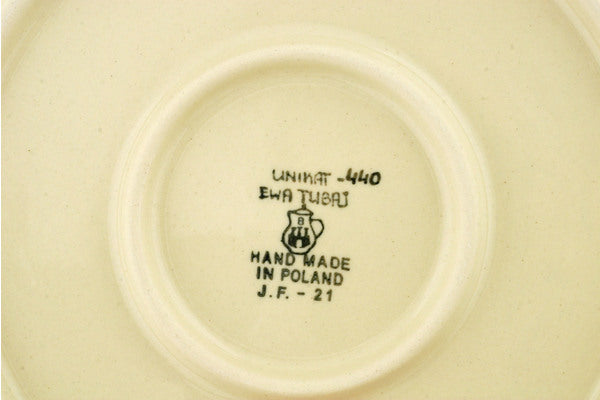 UNIKAT -440
EWA TUBAJ
HAND MADE
IN POLAND
J.F. - 21